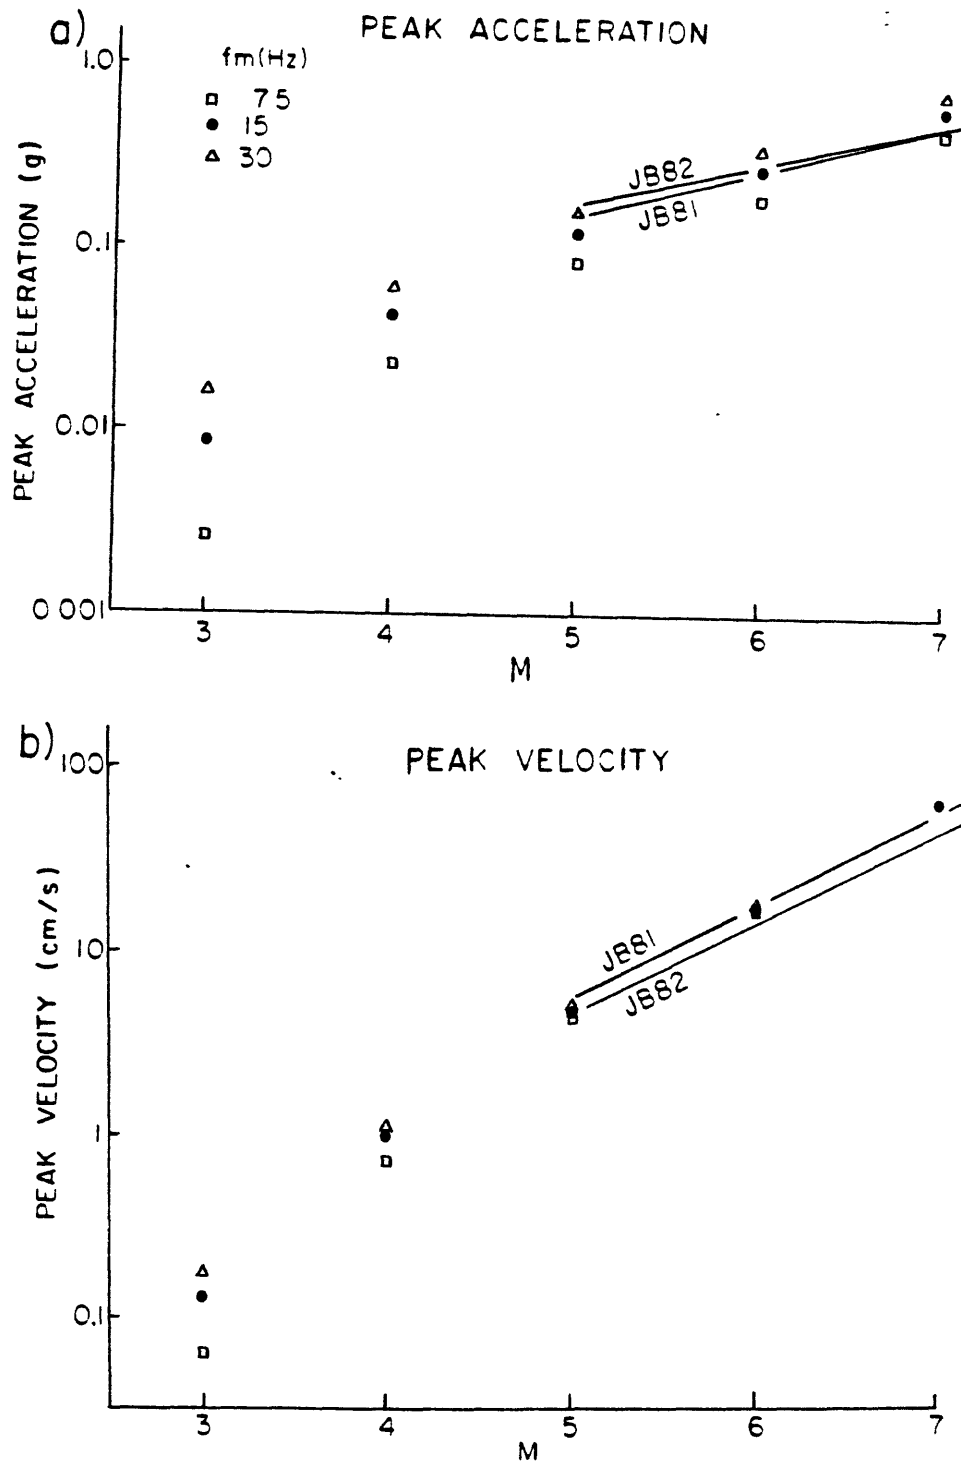 a)
PEAK ACCELERATION
fm(Hz)
7 5
15
30
1.0
0.1
0.01
0 001
PEAK ACCELERATION (g)
JB82
JB81
3 4 5 6 7
M
b)
PEAK VELOCITY
100
10
1
0.1
PEAK VELOCITY (cm/s)
JB81
JB82
3 4 5 6 7
M